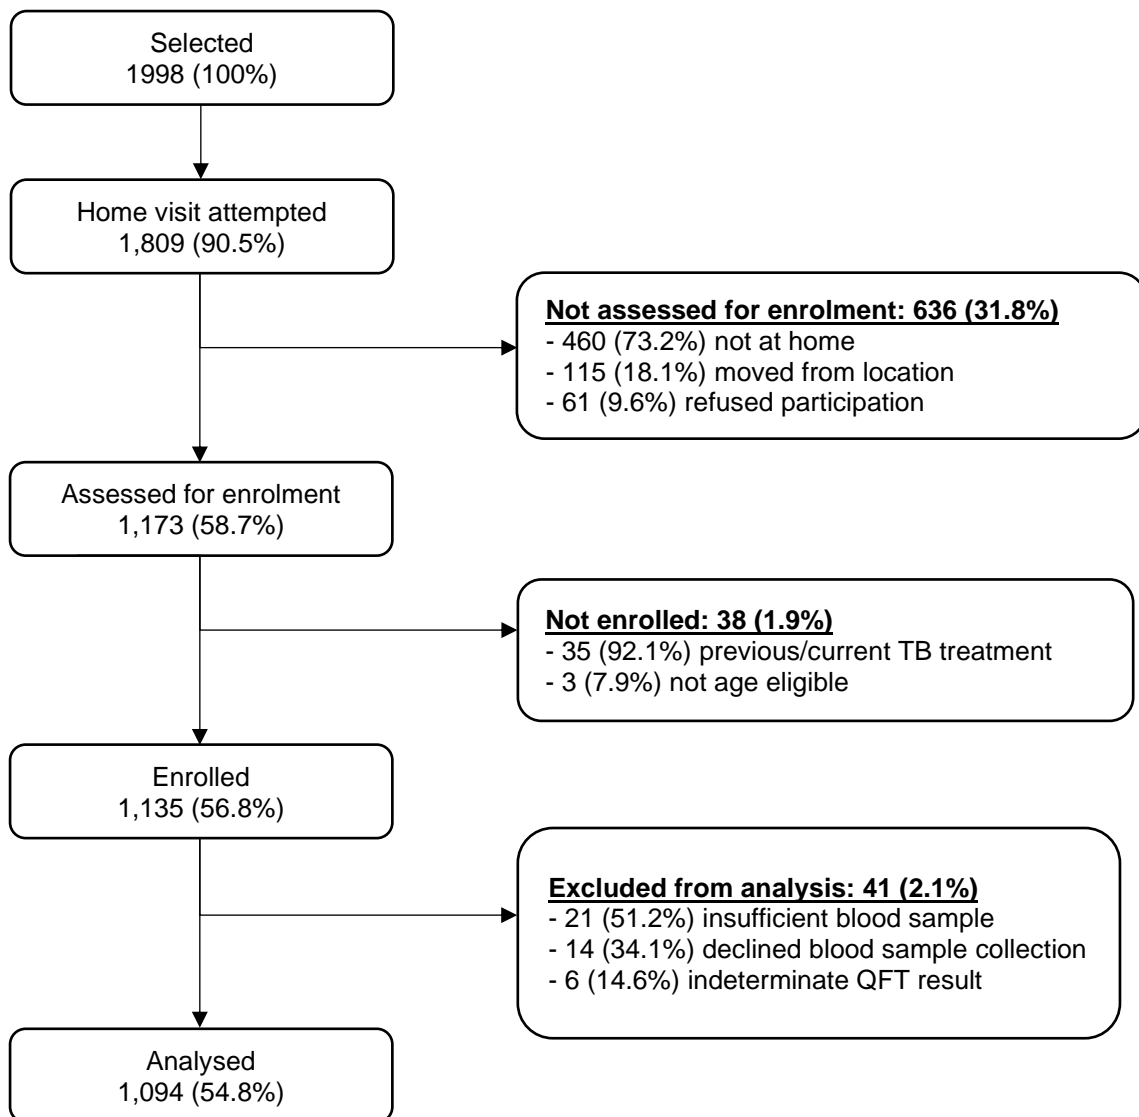 Selected
1998 (100%)
Home visit attempted
1,809 (90.5%)
Not assessed for enrolment: 636 (31.8%)
- 460 (73.2%) not at home
- 115 (18.1%) moved from location
- 61 (9.6%) refused participation
Assessed for enrolment
1,173 (58.7%)
Not enrolled: 38 (1.9%)
- 35 (92.1%) previous/current TB treatment
- 3 (7.9%) not age eligible
Enrolled
1,135 (56.8%)
Excluded from analysis: 41 (2.1%)
- 21 (51.2%) insufficient blood sample
- 14 (34.1%) declined blood sample collection
- 6 (14.6%) indeterminate QFT result
Analysed
1,094 (54.8%)